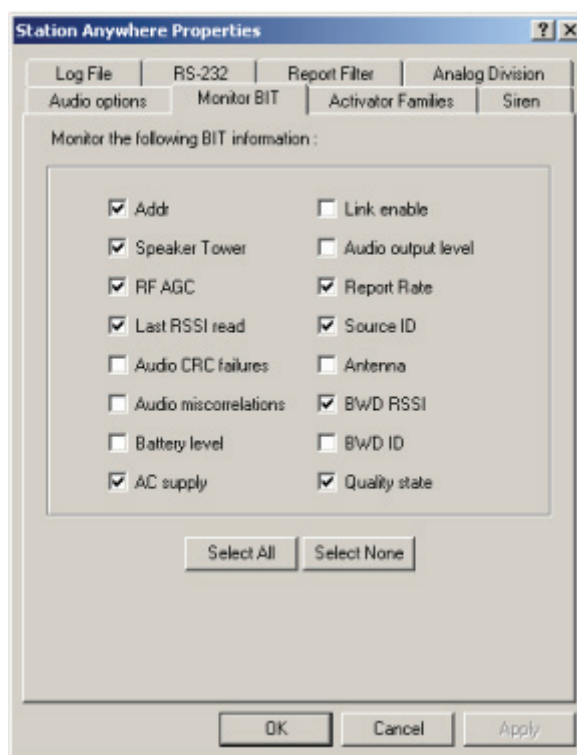 Station Anywhere Properties
Log File RS-232 Report Filter Analog Division
Audio options Monitor BIT Activator Families Siren
Monitor the following BIT information :
Addr Link enable
Speaker Tower Audio output level
RF AGC Report Rate
Last RSSI read Source ID
Audio CRC failures Antenna
Audio miscorrelations BWD RSSI
Battery level BWD ID
AC supply Quality state
Select All Select None
OK Cancel Apply